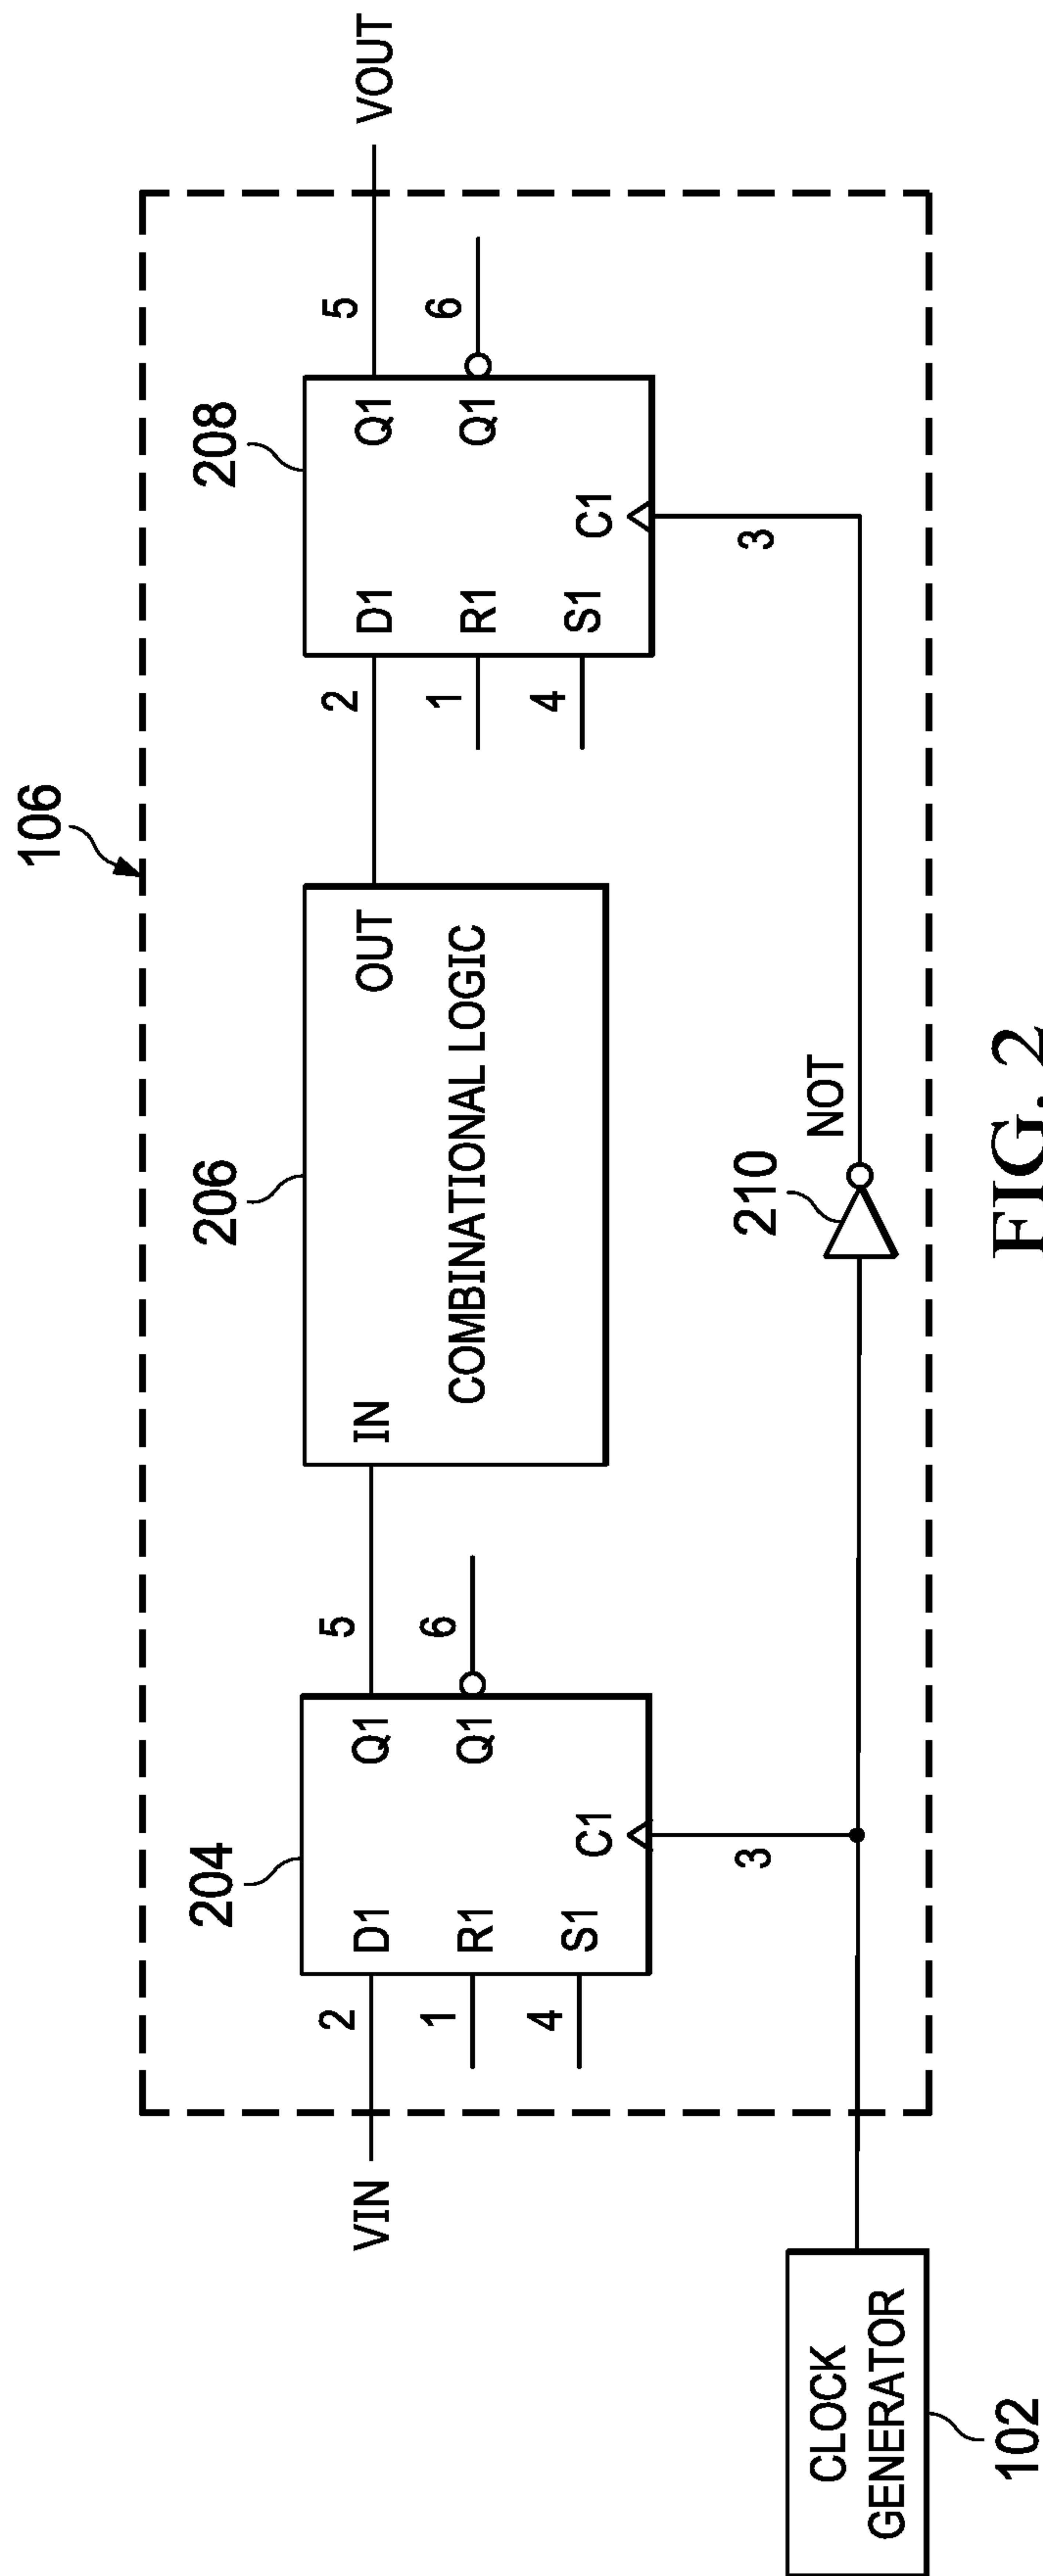 106
204
206
208
VIN
2
D1
Q1
5
IN
OUT
2
D1
Q1
5
VOUT
1
R1
Q1
6
COMBINATIONAL LOGIC
1
R1
Q1
6
4
S1
C1
4
S1
C1
3
210
3
NOT
CLOCK
GENERATOR
102
FIG. 2